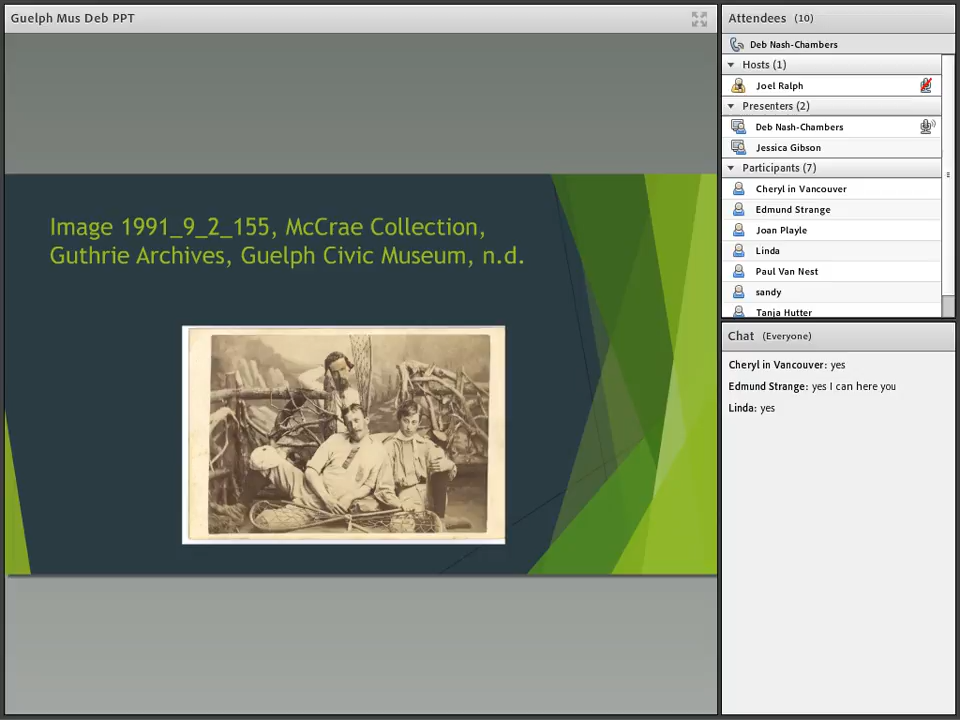 Guelph Mus Deb PPT
Image 1991_9_2_155, McCrae Collection,
Guthrie Archives, Guelph Civic Museum, n.d.
Attendees (10)
Deb Nash-Chambers
Hosts (1)
Joel Ralph
Presenters (2)
Deb Nash-Chambers
Jessica Gibson
Participants (7)
Cheryl in Vancouver
Edmund Strange
Joan Playle
Linda
Paul Van Nest
sandy
Tanja Hutter
Chat (Everyone)
Cheryl in Vancouver: yes
Edmund Strange: yes I can here you
Linda: yes